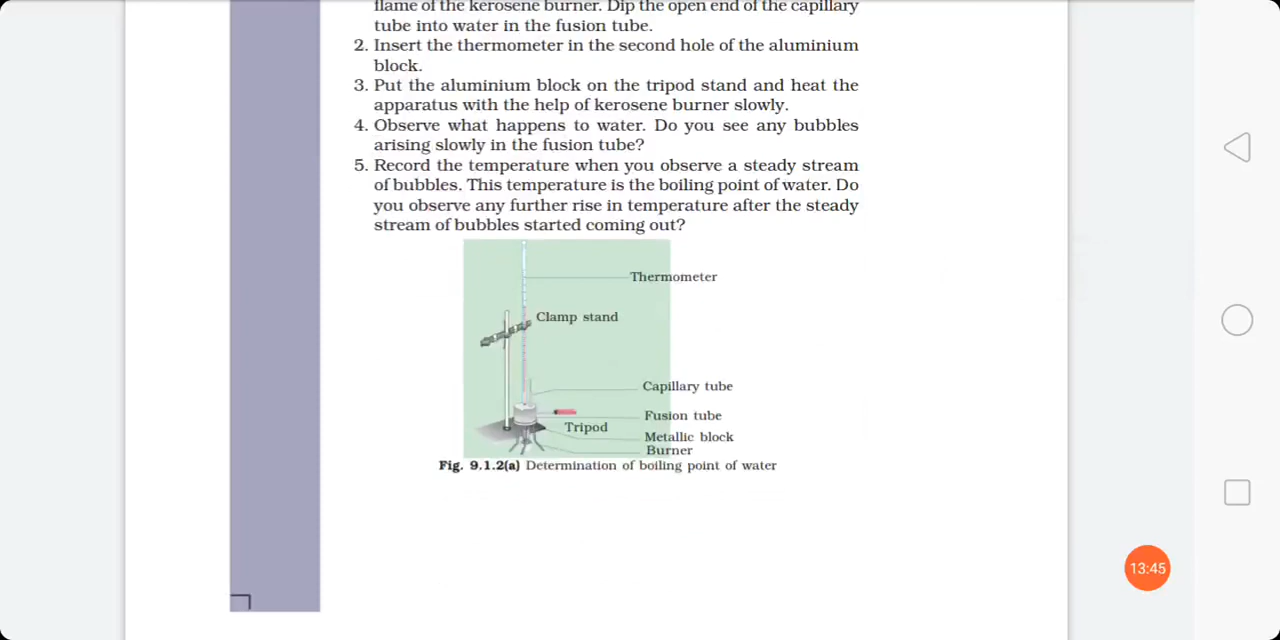 flame of the kerosene burner. Dip the open end of the capillary
tube into water in the fusion tube.
2. Insert the thermometer in the second hole of the aluminium
block.
3. Put the aluminium block on the tripod stand and heat the
apparatus with the help of kerosene burner slowly.
4. Observe what happens to water. Do you see any bubbles
arising slowly in the fusion tube?
5. Record the temperature when you observe a steady stream
of bubbles. This temperature is the boiling point of water. Do
you observe any further rise in temperature after the steady
stream of bubbles started coming out?
Thermometer
Clamp stand
Capillary tube
Fusion tube
Tripod
Metallic block
Burner
Fig. 9.1.2(a) Determination of boiling point of water
13:45